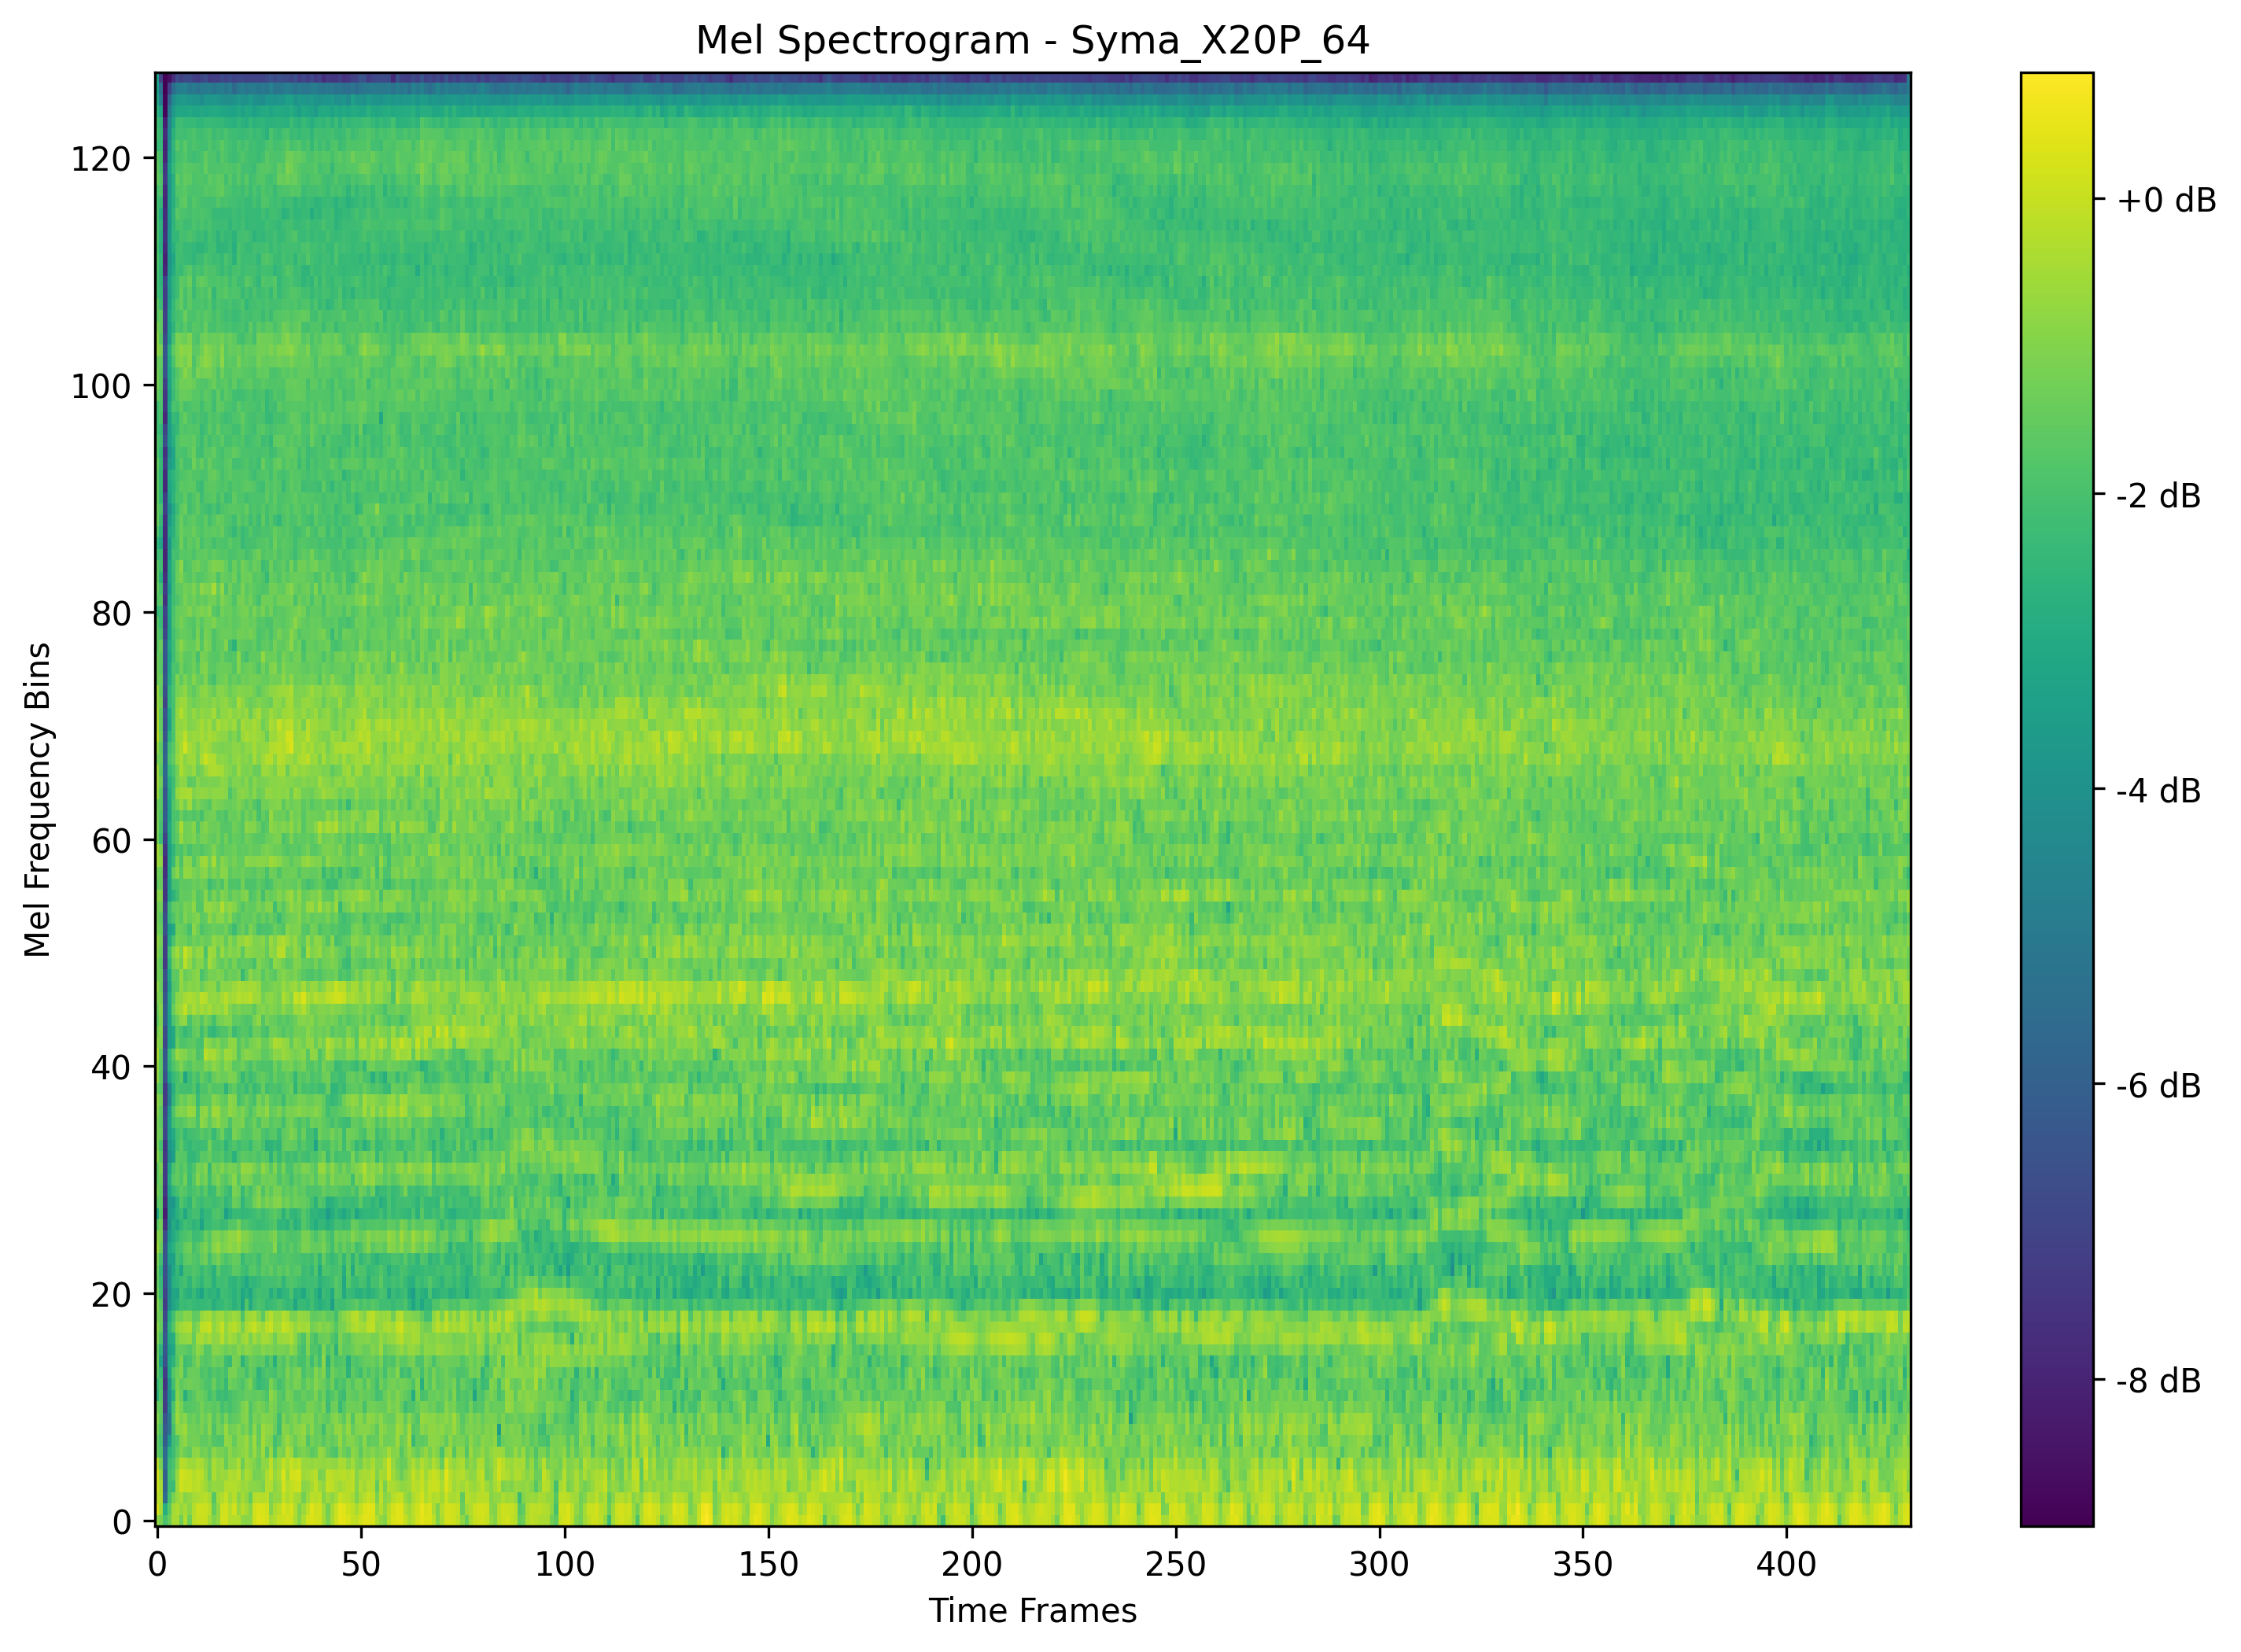 Mel Spectrogram - Syma_X20P_64
Mel Frequency Bins
120
100
80
60
40
20
0
0 50 100 150 200 250 300 350 400
Time Frames
+0 dB
-2 dB
-4 dB
-6 dB
-8 dB